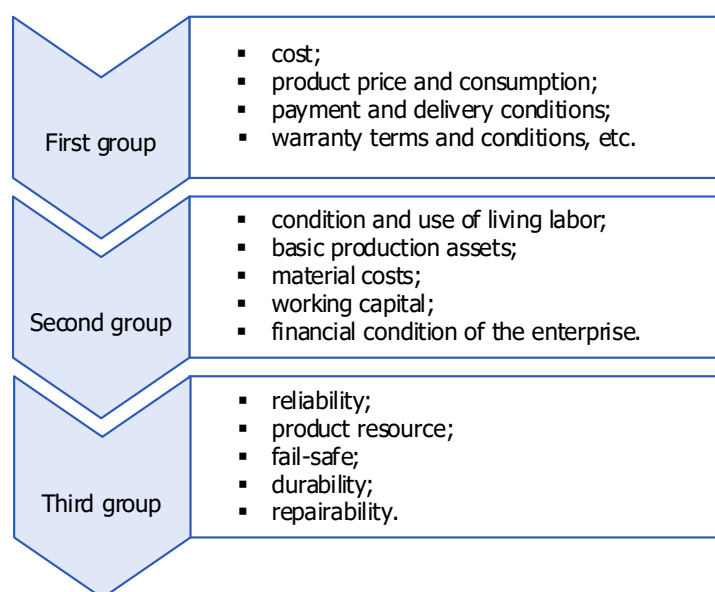 First group
▪ cost;
▪ product price and consumption;
▪ payment and delivery conditions;
▪ warranty terms and conditions, etc.
Second group
▪ condition and use of living labor;
▪ basic production assets;
▪ material costs;
▪ working capital;
▪ financial condition of the enterprise.
Third group
▪ reliability;
▪ product resource;
▪ fail-safe;
▪ durability;
▪ repairability.